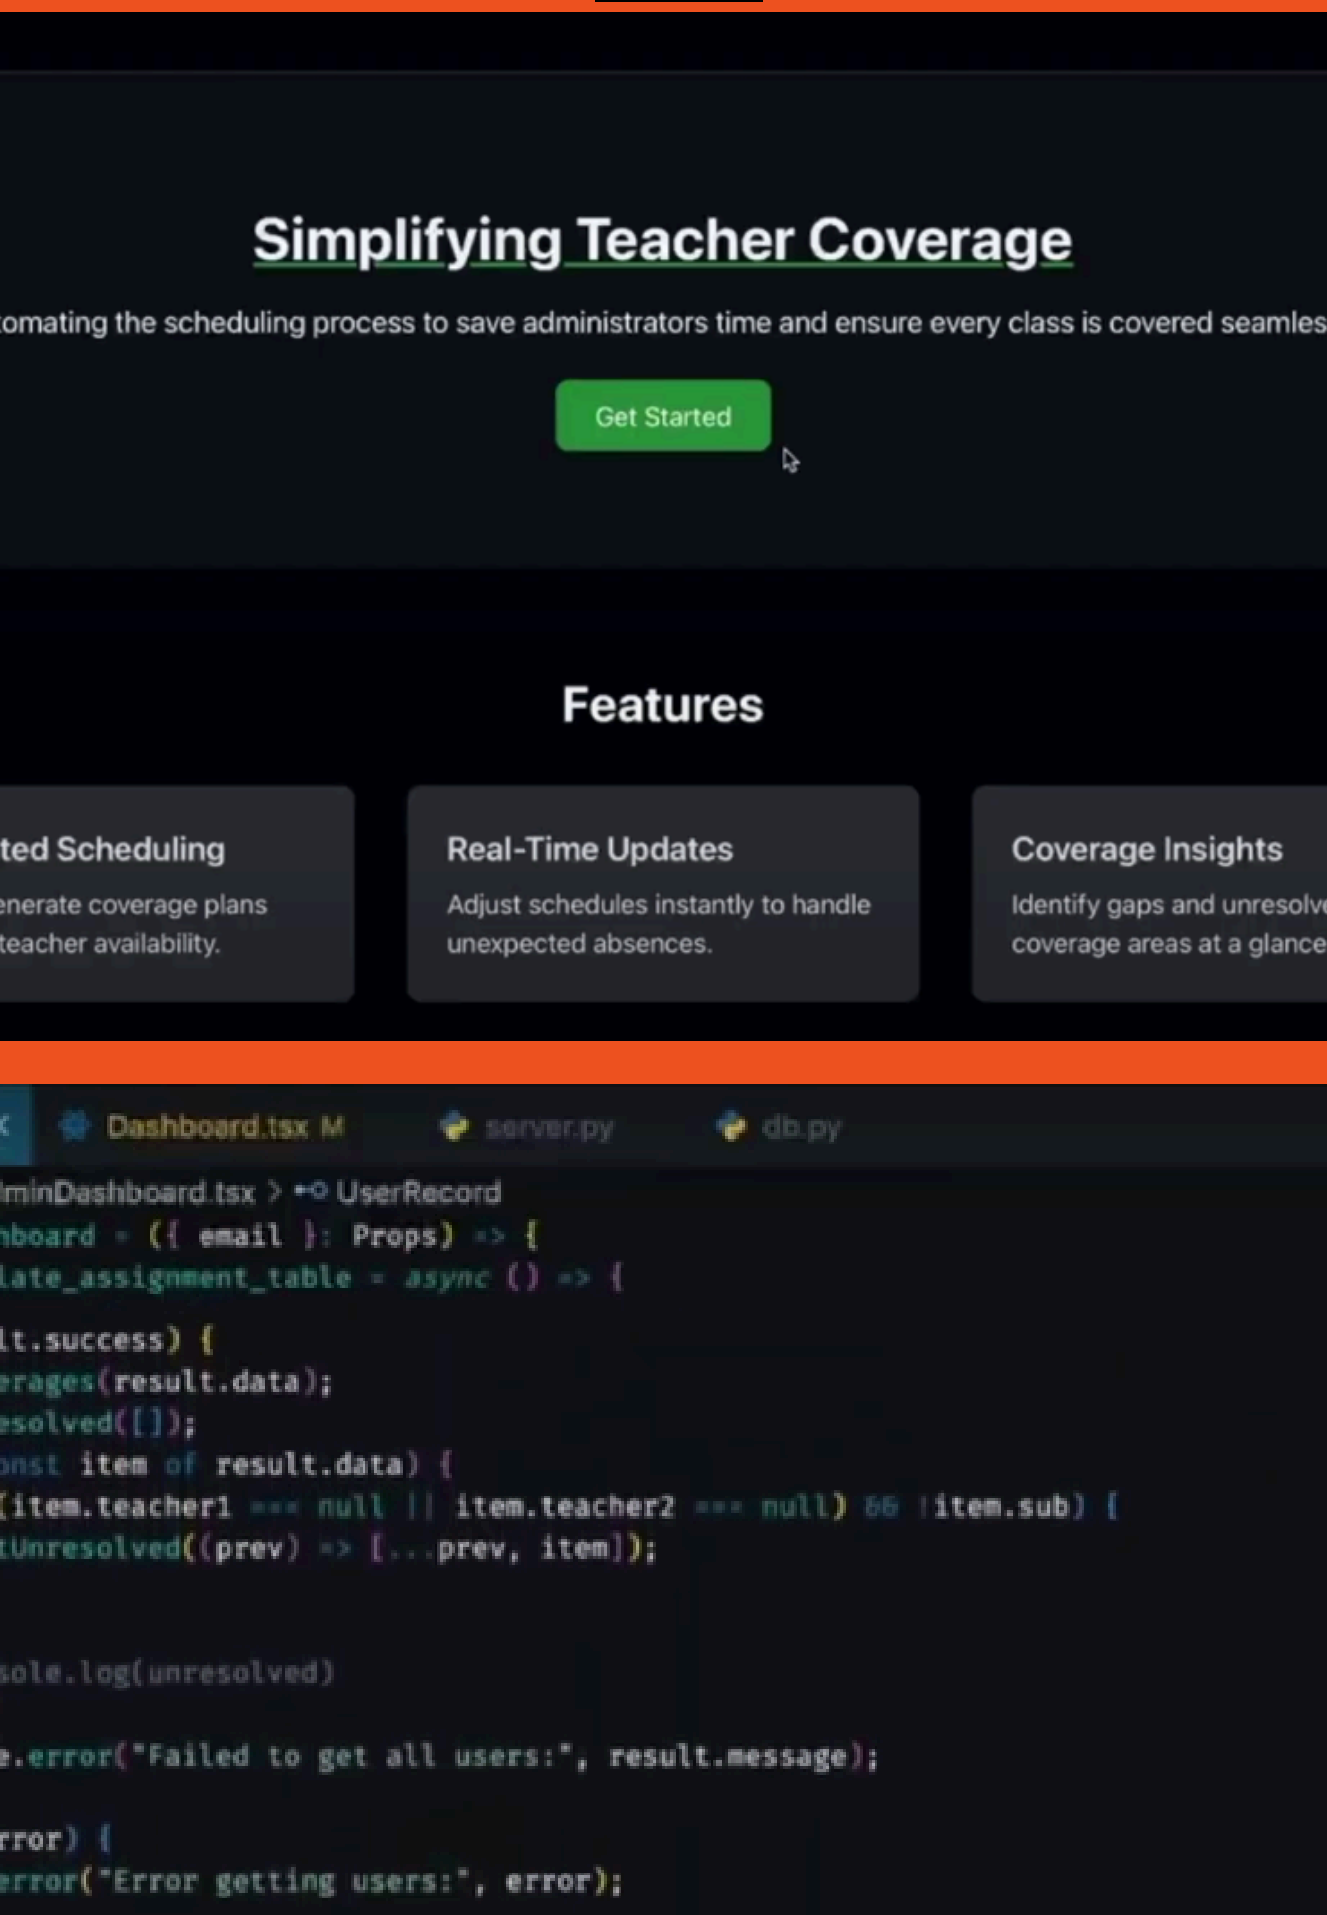 Simplifying Teacher Coverage
tomating the scheduling process to save administrators time and ensure every class is covered seamles
Get Started
Features
ted Scheduling
enerate coverage plans
teacher availability.
Real-Time Updates
Adjust schedules instantly to handle
unexpected absences.
Coverage Insights
Identify gaps and unresolve
coverage areas at a glance
Dashboard.tsx M
server.py
db.py
minDashboard.tsx > UserRecord
hboard = ({ email }: Props) => {
late_assignment_table = async () => {
lt.success) {
erages(result.data);
esolved([]);
onst item of result.data) {
(item.teacher1 === null || item.teacher2 === null) && !item.sub) {
tUnresolved((prev) => [...prev, item]);
sole.log(unresolved)
e.error("Failed to get all users:", result.message);
rror) {
error("Error getting users:", error);